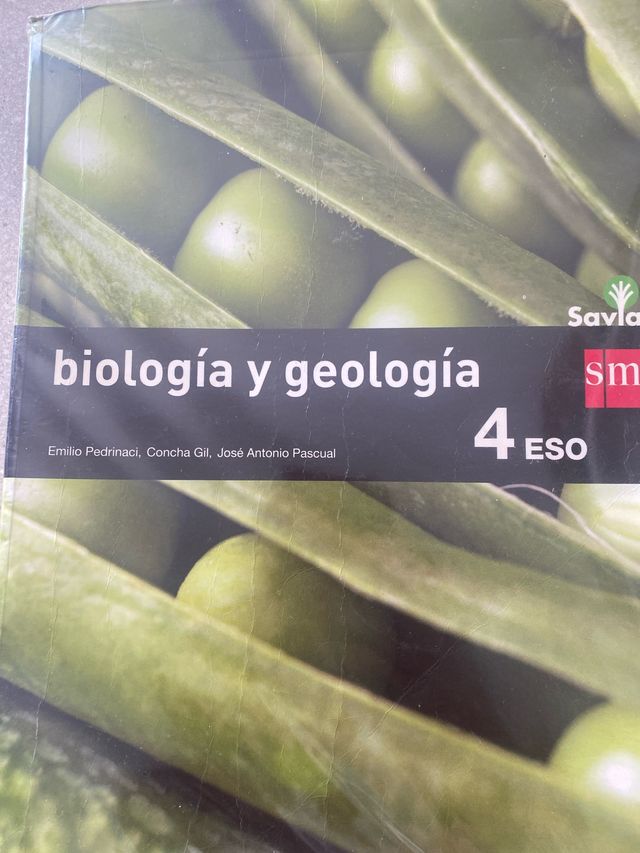 Savia
sm
biología y geología
4 ESO
Emilio Pedrinaci, Concha Gil, José Antonio Pascual